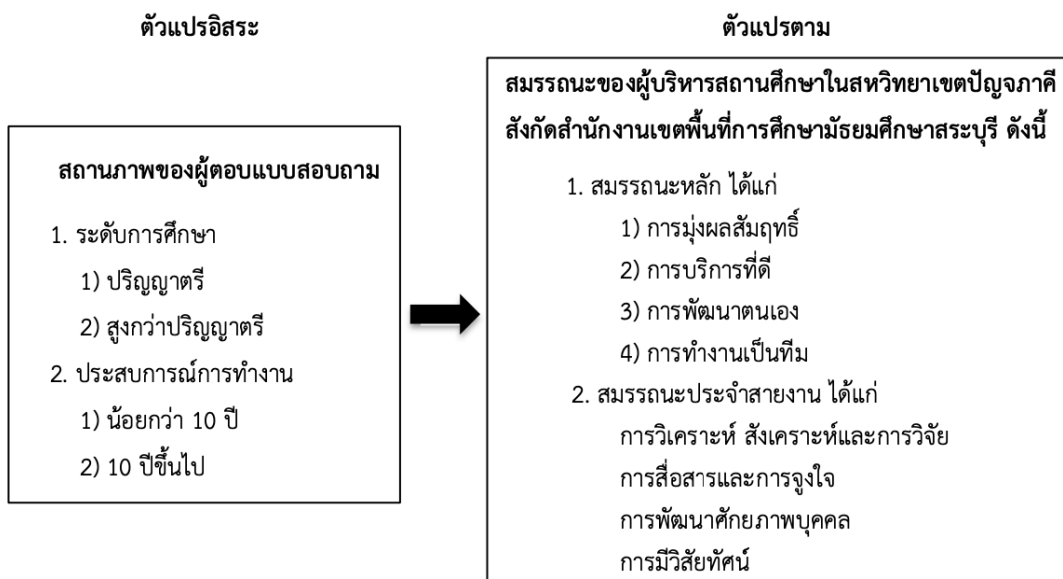 ตัวแปรอิสระ
สถานภาพของผู้ตอบแบบสอบถาม
1. ระดับการศึกษา
1) ปริญญาตรี
2) สูงกว่าปริญญาตรี
2. ประสบการณ์การทำงาน
1) น้อยกว่า 10 ปี
2) 10 ปีขึ้นไป
ตัวแปรตาม
สมรรถนะของผู้บริหารสถานศึกษาในสหวิทยาเขตปัญจภาคี
สังกัดสำนักงานเขตพื้นที่การศึกษามัธยมศึกษาสระบุรี ดังนี้
1. สมรรถนะหลัก ได้แก่
1) การมุ่งผลสัมฤทธิ์
2) การบริการที่ดี
3) การพัฒนาตนเอง
4) การทำงานเป็นทีม
2. สมรรถนะประจำสายงาน ได้แก่
การวิเคราะห์ สังเคราะห์และการวิจัย
การสื่อสารและการจูงใจ
การพัฒนาศักยภาพบุคคล
การมีวิสัยทัศน์